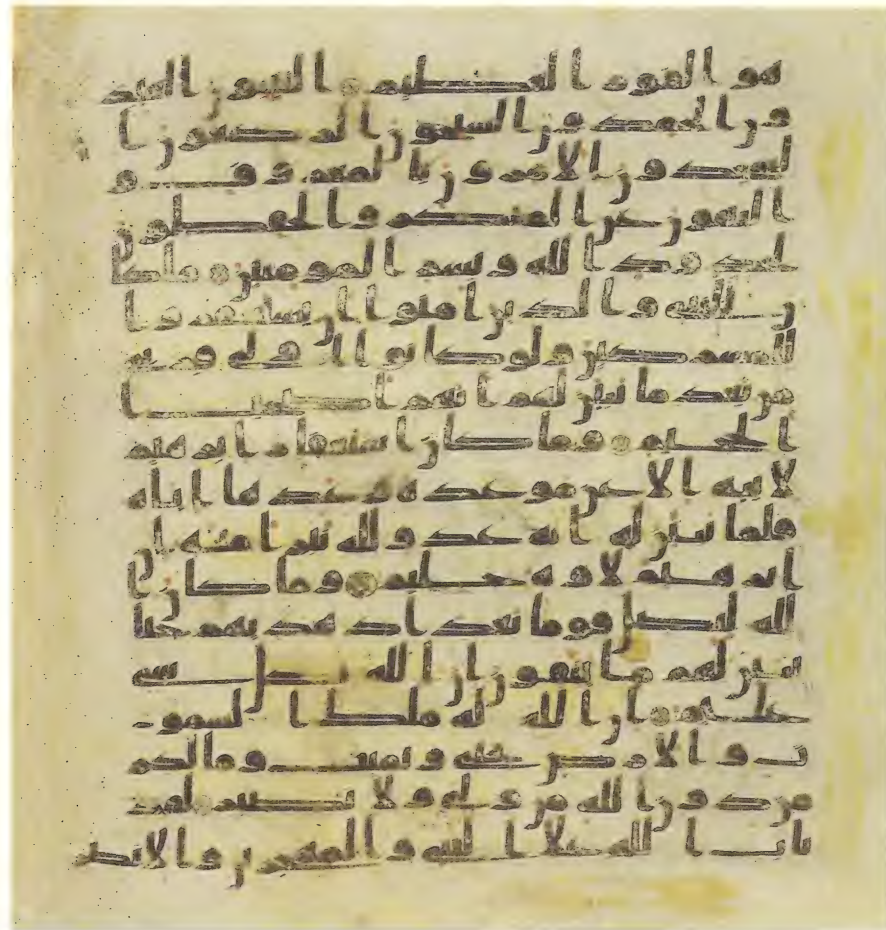 هو الفوز العظيم التيبون العبد
ون الحمدون السيحون الركعون ا
لسجدون الامرون بالمعروف و
الناهون عن المنكر والحفظون
لحدود الله وبشر المومنين ما كا
ن للنبي والذين امنوا ان يستغفروا
للمشركين ولو كانوا اولي قربى
من بعد ما تبين لهم انهم اصحب
الجحيم وما كان استغفار ابرهيم
لابيه الا عن موعدة وعدها اياه
فلما تبين له انه عدو لله تبرا منه ان
ابرهيم لاوه حليم وما كان ا
لله ليضل قوما بعد اذ هديهم حتى
يبين لهم ما يتقون ان الله بكل شي
عليم ان الله له ملك السمو
ت والارض يحي ويميت وما لكم
من دون الله من ولي ولا نصير لقد
تاب الله على النبي والمهجرين والانصر